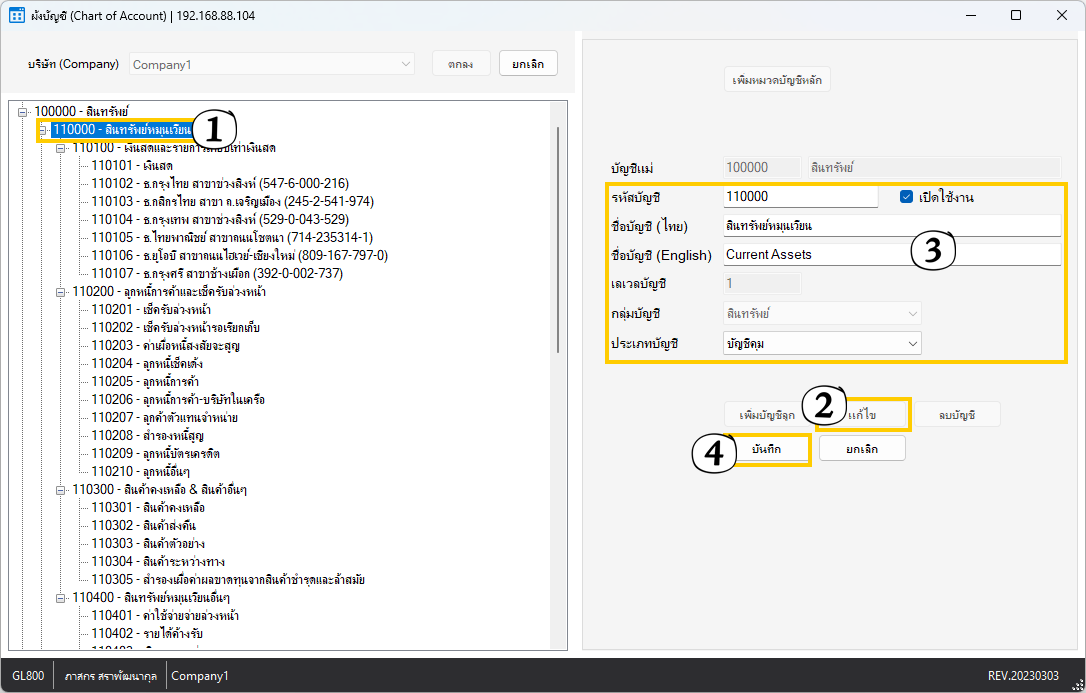 ผังบัญชี (Chart of Account) | 192.168.88.104
บริษัท (Company) Company1 ตกลง ยกเลิก
100000 - สินทรัพย์
110000 - สินทรัพย์หมุนเวียน
1
110100 - เงินสดและรายการเทียบเท่าเงินสด
110101 - เงินสด
110102 - ธ.กรุงไทย สาขาช่วงสิงห์ (547-6-000-216)
110103 - ธ.กสิกรไทย สาขา ถ.เจริญเมือง (245-2-541-974)
110104 - ธ.กรุงเทพ สาขาช่วงสิงห์ (529-0-043-529)
110105 - ธ.ไทยพาณิชย์ สาขาถนนโชตนา (714-235314-1)
110106 - ธ.ยูโอบี สาขาถนนไฮเวย์-เชียงใหม่ (809-167-797-0)
110107 - ธ.กรุงศรี สาขาช้างเผือก (392-0-002-737)
110200 - ลูกหนี้การค้าและเช็ครับล่วงหน้า
110201 - เช็ครับล่วงหน้า
110202 - เช็ครับล่วงหน้ารอเรียกเก็บ
110203 - ค่าเผื่อหนี้สงสัยจะสูญ
110204 - ลูกหนี้เช็คเด้ง
110205 - ลูกหนี้การค้า
110206 - ลูกหนี้การค้า-บริษัทในเครือ
110207 - ลูกค้าตัวแทนจำหน่าย
110208 - สำรองหนี้สูญ
110209 - ลูกหนี้บัตรเครดิต
110210 - ลูกหนี้อื่นๆ
110300 - สินค้าคงเหลือ & สินค้าอื่นๆ
110301 - สินค้าคงเหลือ
110302 - สินค้าส่งคืน
110303 - สินค้าตัวอย่าง
110304 - สินค้าระหว่างทาง
110305 - สำรองเผื่อค่าผลขาดทุนจากสินค้าชำรุดและล้าสมัย
110400 - สินทรัพย์หมุนเวียนอื่นๆ
110401 - ค่าใช้จ่ายจ่ายล่วงหน้า
110402 - รายได้ค้างรับ
เพิ่มหมวดบัญชีหลัก
บัญชีแม่ 100000 สินทรัพย์
รหัสบัญชี 110000 เปิดใช้งาน
ชื่อบัญชี (ไทย) สินทรัพย์หมุนเวียน
ชื่อบัญชี (English) Current Assets
3
เลเวลบัญชี 1
กลุ่มบัญชี สินทรัพย์
ประเภทบัญชี บัญชีคุม
เพิ่มบัญชีลูก 2 แก้ไข ลบบัญชี
4 บันทึก ยกเลิก
GL800 ภาสกร สราพัฒนากุล Company1 REV.20230303